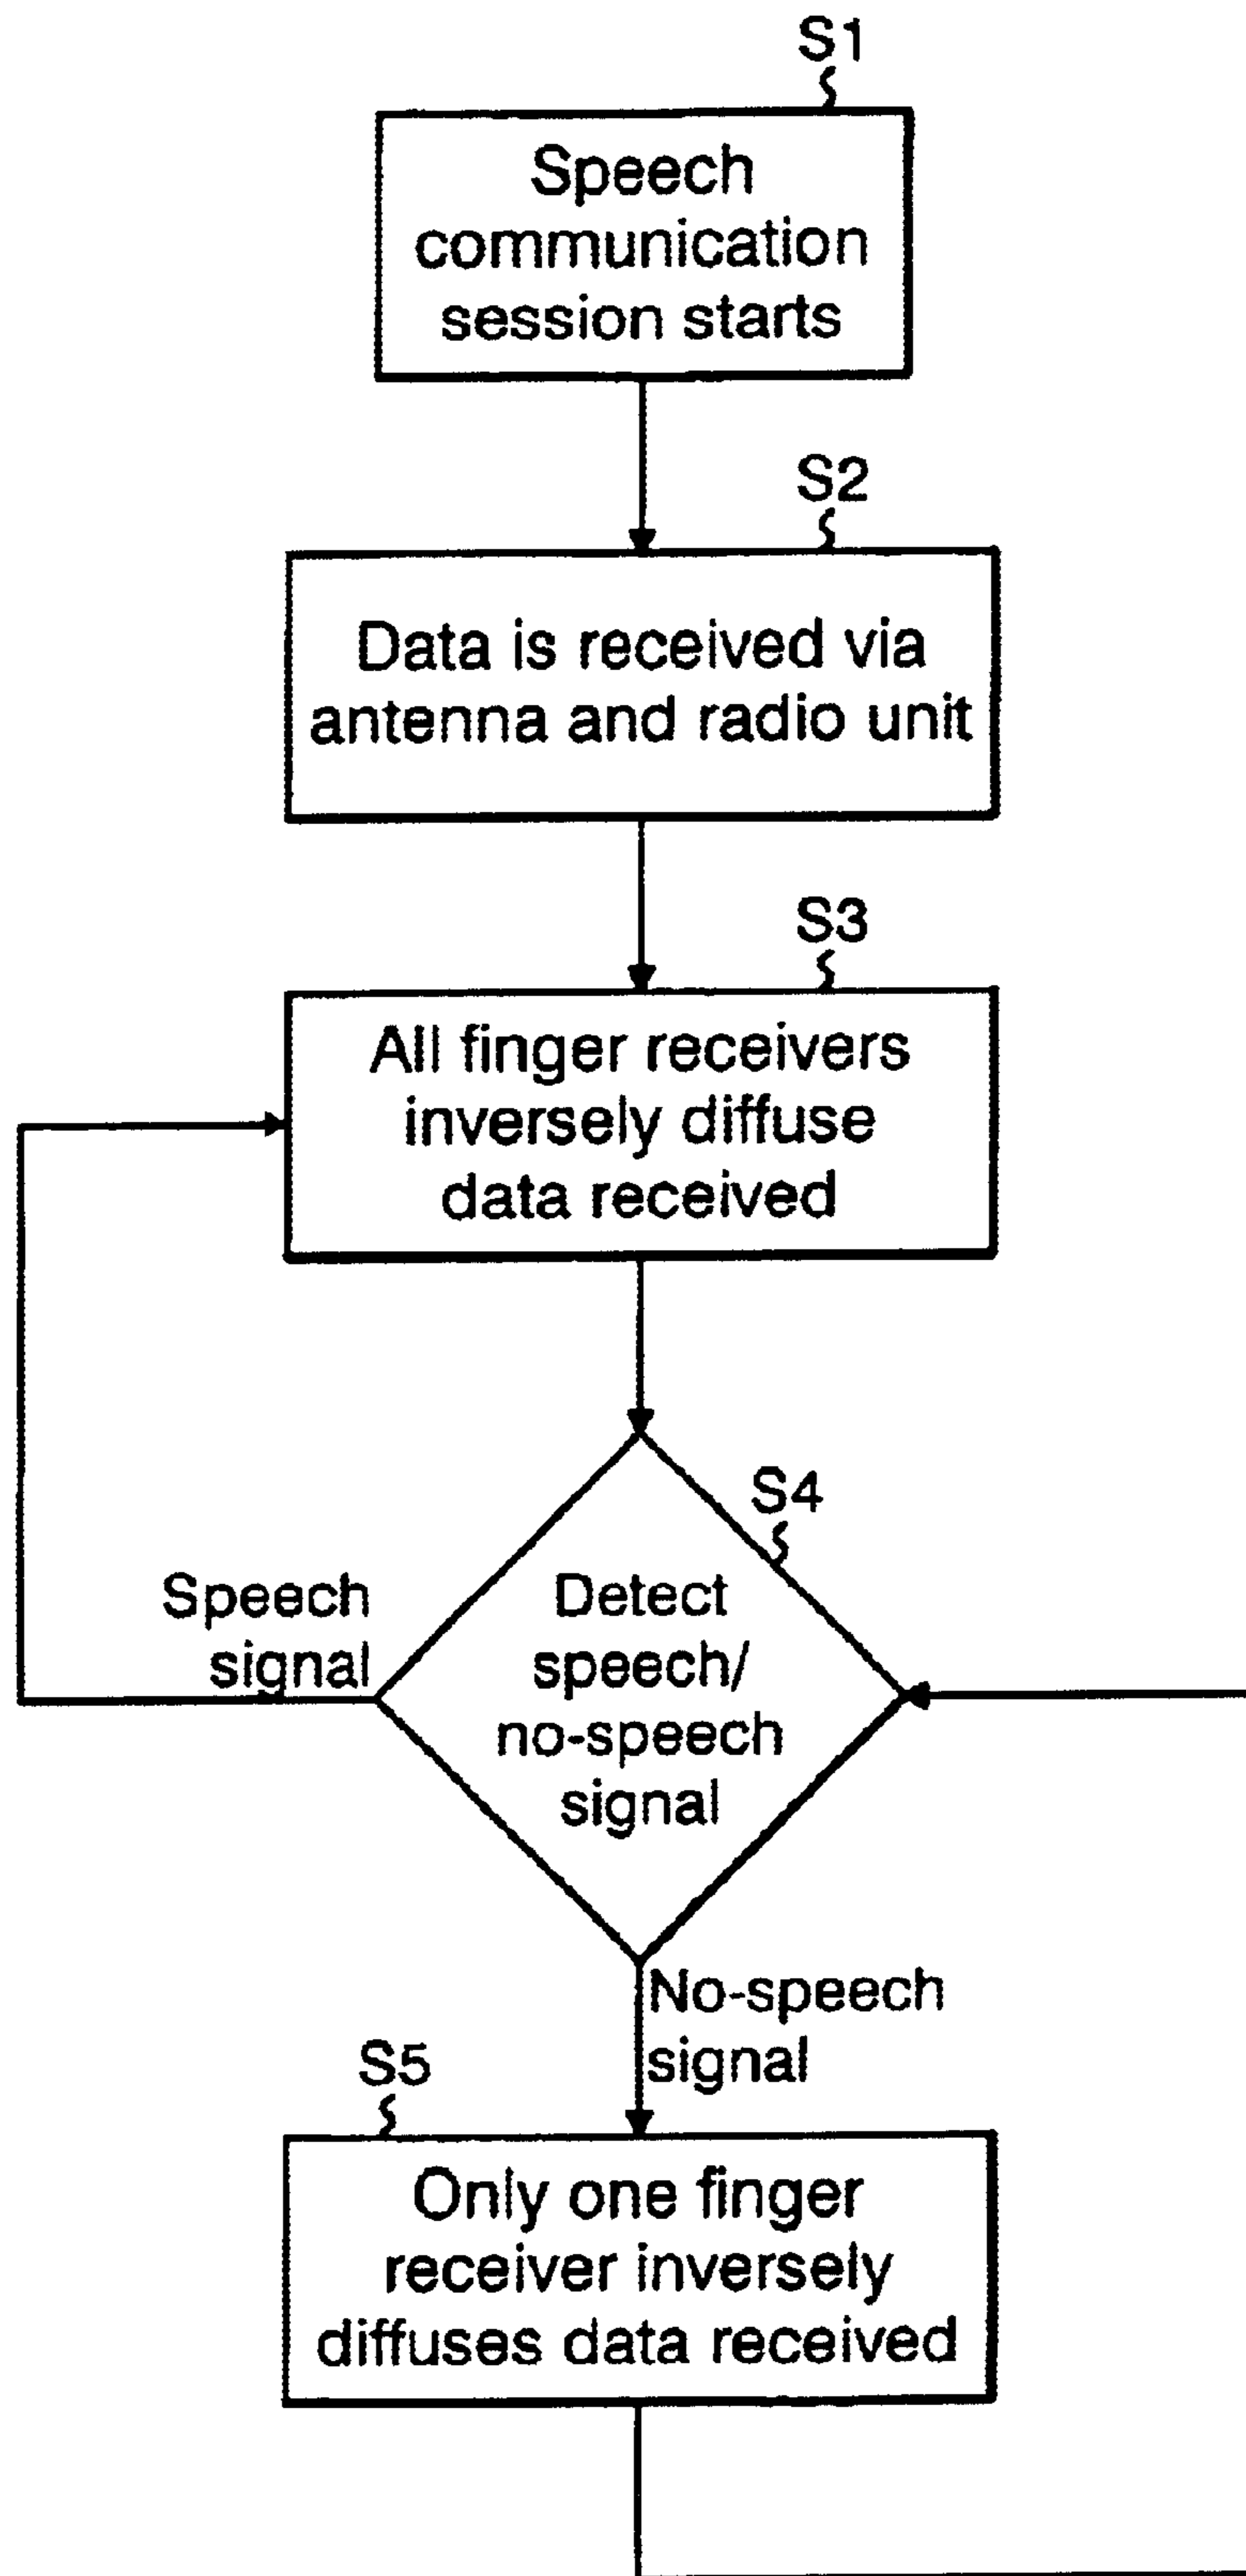 S1
Speech
communication
session starts
S2
Data is received via
antenna and radio unit
S3
All finger receivers
inversely diffuse
data received
S4
Speech
signal
Detect
speech/
no-speech
signal
No-speech
signal
S5
Only one finger
receiver inversely
diffuses data received